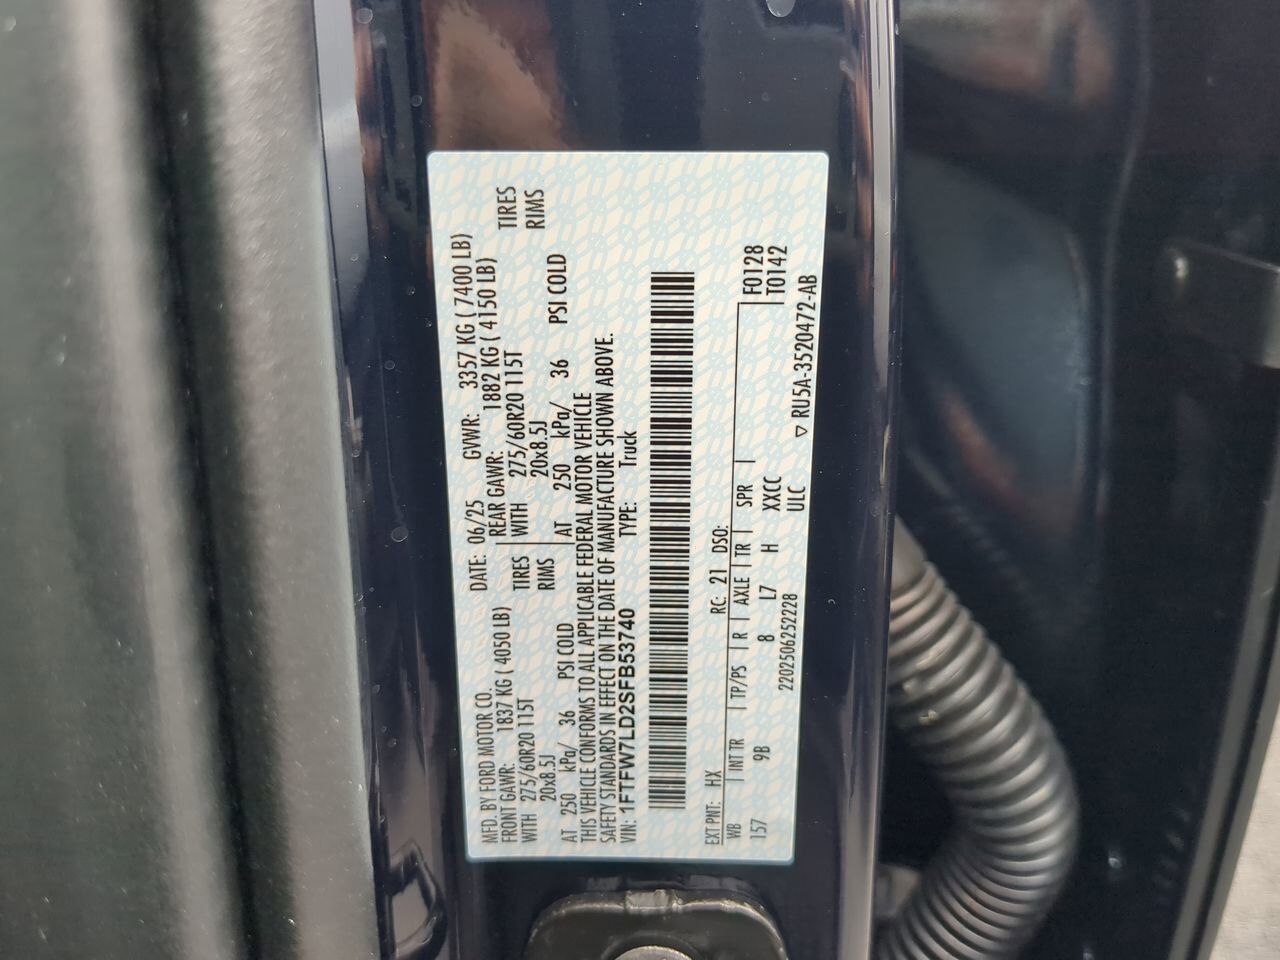 MFD. BY FORD MOTOR CO. DATE: 06/25 GVWR: 3357 KG ( 7400 LB)
FRONT GAWR: 1837 KG ( 4050 LB) REAR GAWR: 1882 KG ( 4150 LB)
WITH 275/60R20 115T TIRES WITH 275/60R20 115T TIRES
20x8.5J RIMS 20x8.5J RIMS
AT 250 kPa/ 36 PSI COLD AT 250 kPa/ 36 PSI COLD
THIS VEHICLE CONFORMS TO ALL APPLICABLE FEDERAL MOTOR VEHICLE
SAFETY STANDARDS IN EFFECT ON THE DATE OF MANUFACTURE SHOWN ABOVE.
VIN: 1FTFW7LD2SFB53740 TYPE: Truck
EXT PNT: HX RC: 21 DSO:
WB INT TR TP/PS R AXLE TR SPR F0128
T0142
157 9B 8 L7 H XXCC
2202506252228 ULC ▽ RU5A-3520472-AB